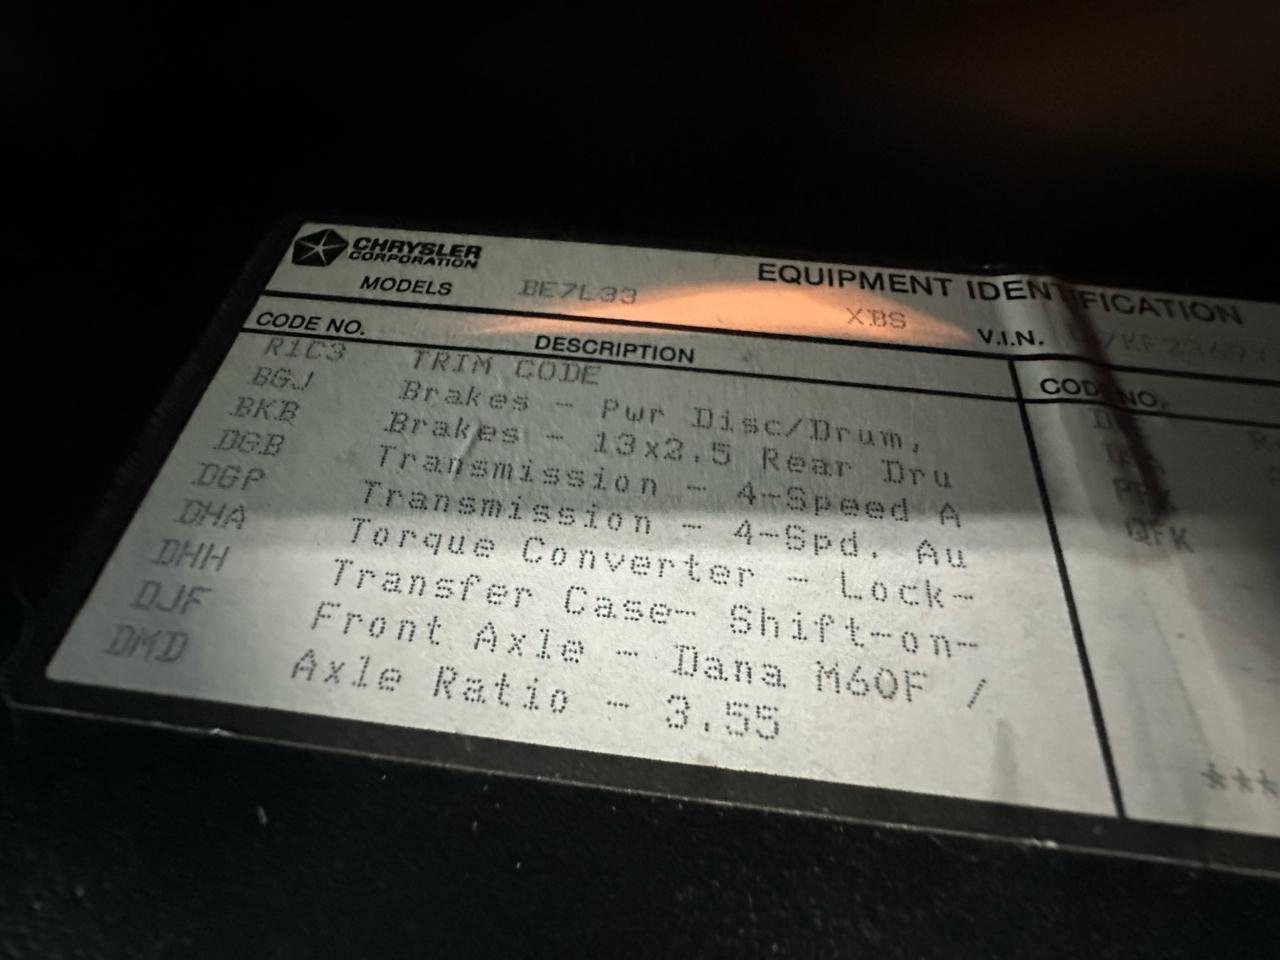 CHRYSLER
CORPORATION
EQUIPMENT IDENTIFICATION
MODELS BE7L33 XBS V.I.N.
CODE NO. DESCRIPTION
R1C3 TRIM CODE
BGJ Brakes - Pwr Disc/Drum,
BKB Brakes - 13x2.5 Rear Dru
DGB Transmission - 4-Speed A
DGP Transmission - 4-Spd. Au
DHA Torque Converter - Lock-
DHH Transfer Case- Shift-on-
DJF Front Axle - Dana M60F /
DMD Axle Ratio - 3.55
CODE NO.
QFK
***